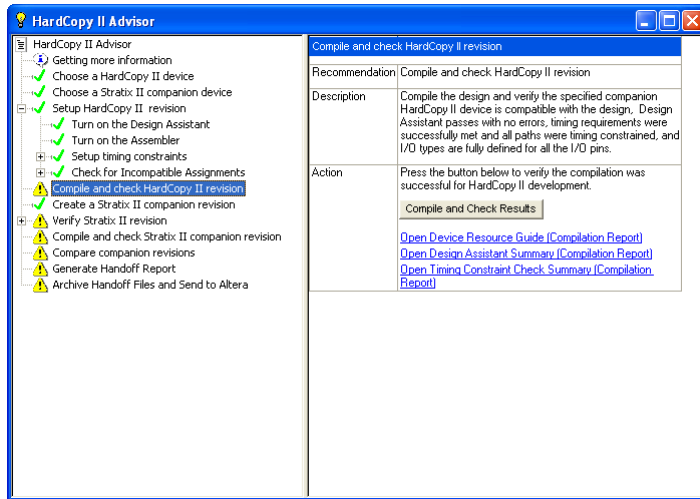 HardCopy II Advisor
HardCopy II Advisor
Getting more information
Choose a HardCopy II device
Choose a Stratix II companion device
Setup HardCopy II revision
Turn on the Design Assistant
Turn on the Assembler
Setup timing constraints
Check for Incompatible Assignments
Compile and check HardCopy II revision
Create a Stratix II companion revision
Verify Stratix II revision
Compile and check Stratix II companion revision
Compare companion revisions
Generate Handoff Report
Archive Handoff Files and Send to Altera
Compile and check HardCopy II revision
Recommendation Compile and check HardCopy II revision
Description Compile the design and verify the specified companion
HardCopy II device is compatible with the design, Design
Assistant passes with no errors, timing requirements were
successfully met and all paths were timing constrained, and
I/O types are fully defined for all the I/O pins.
Action Press the button below to verify the compilation was
successful for HardCopy II development.
Compile and Check Results
Open Device Resource Guide (Compilation Report)
Open Design Assistant Summary (Compilation Report)
Open Timing Constraint Check Summary (Compilation
Report)